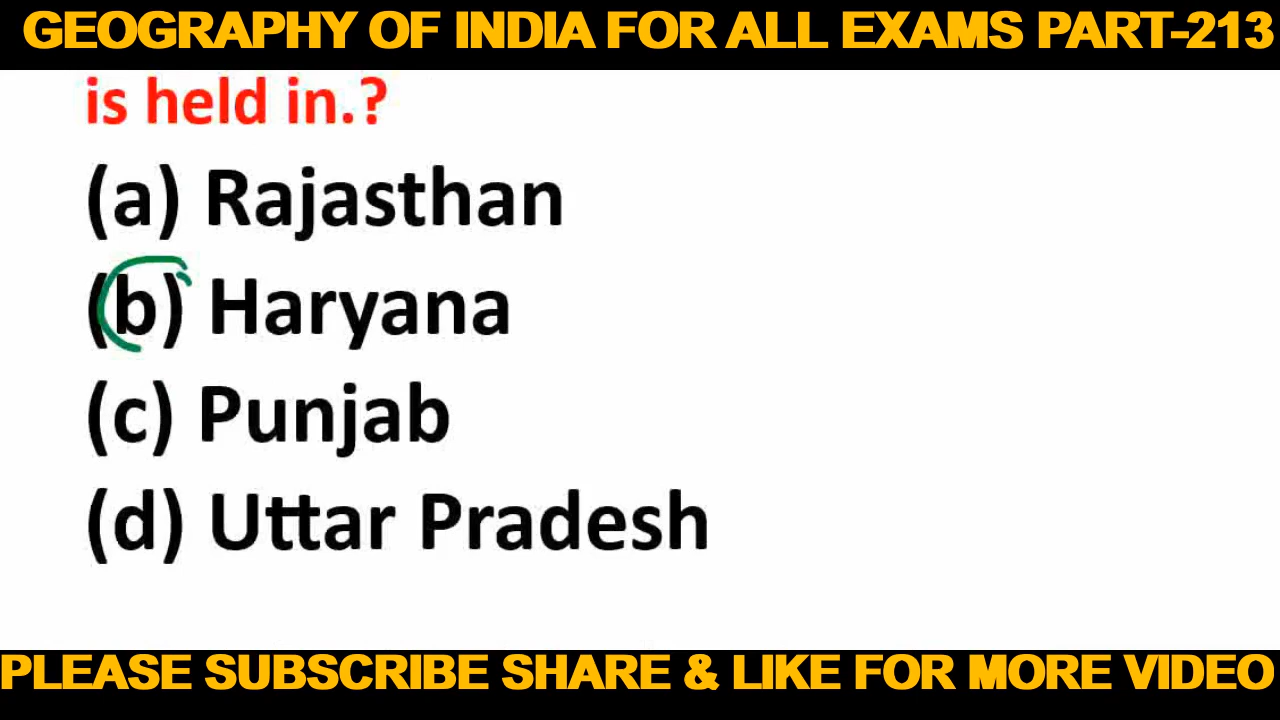 GEOGRAPHY OF INDIA FOR ALL EXAMS PART-213
is held in.?
(a) Rajasthan
(b) Haryana
(c) Punjab
(d) Uttar Pradesh
PLEASE SUBSCRIBE SHARE & LIKE FOR MORE VIDEO